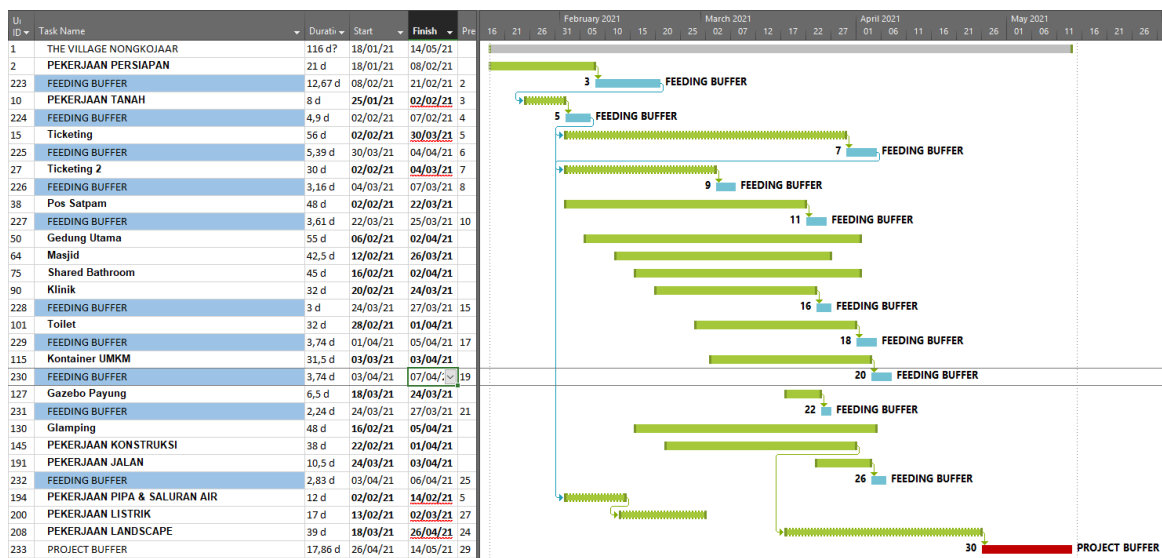 Ui
ID Task Name Durati Start Finish Pre
February 2021 March 2021 April 2021 May 2021
16 21 26 31 05 10 15 20 25 02 07 12 17 22 27 01 06 11 16 21 26 01 06 11 16 21 26
1 THE VILLAGE NONGKOJAAR 116 d? 18/01/21 14/05/21
2 PEKERJAAN PERSIAPAN 21 d 18/01/21 08/02/21
223 FEEDING BUFFER 12,67 d 08/02/21 21/02/21 2 3 FEEDING BUFFER
10 PEKERJAAN TANAH 8 d 25/01/21 02/02/21 3
224 FEEDING BUFFER 4,9 d 02/02/21 07/02/21 4 5 FEEDING BUFFER
15 Ticketing 56 d 02/02/21 30/03/21 5
225 FEEDING BUFFER 5,39 d 30/03/21 04/04/21 6 7 FEEDING BUFFER
27 Ticketing 2 30 d 02/02/21 04/03/21 7
226 FEEDING BUFFER 3,16 d 04/03/21 07/03/21 8 9 FEEDING BUFFER
38 Pos Satpam 48 d 02/02/21 22/03/21
227 FEEDING BUFFER 3,61 d 22/03/21 25/03/21 10 11 FEEDING BUFFER
50 Gedung Utama 55 d 06/02/21 02/04/21
64 Masjid 42,5 d 12/02/21 26/03/21
75 Shared Bathroom 45 d 16/02/21 02/04/21
90 Klinik 32 d 20/02/21 24/03/21
228 FEEDING BUFFER 3 d 24/03/21 27/03/21 15 16 FEEDING BUFFER
101 Toilet 32 d 28/02/21 01/04/21
229 FEEDING BUFFER 3,74 d 01/04/21 05/04/21 17 18 FEEDING BUFFER
115 Kontainer UMKM 31,5 d 03/03/21 03/04/21
230 FEEDING BUFFER 3,74 d 03/04/21 07/04/ 19 20 FEEDING BUFFER
127 Gazebo Payung 6,5 d 18/03/21 24/03/21
231 FEEDING BUFFER 2,24 d 24/03/21 27/03/21 21 22 FEEDING BUFFER
130 Glamping 48 d 16/02/21 05/04/21
145 PEKERJAAN KONSTRUKSI 38 d 22/02/21 01/04/21
191 PEKERJAAN JALAN 10,5 d 24/03/21 03/04/21
232 FEEDING BUFFER 2,83 d 03/04/21 06/04/21 25 26 FEEDING BUFFER
194 PEKERJAAN PIPA & SALURAN AIR 12 d 02/02/21 14/02/21 5
200 PEKERJAAN LISTRIK 17 d 13/02/21 02/03/21 27
208 PEKERJAAN LANDSCAPE 39 d 18/03/21 26/04/21 24
233 PROJECT BUFFER 17,86 d 26/04/21 14/05/21 29 30 PROJECT BUFFER